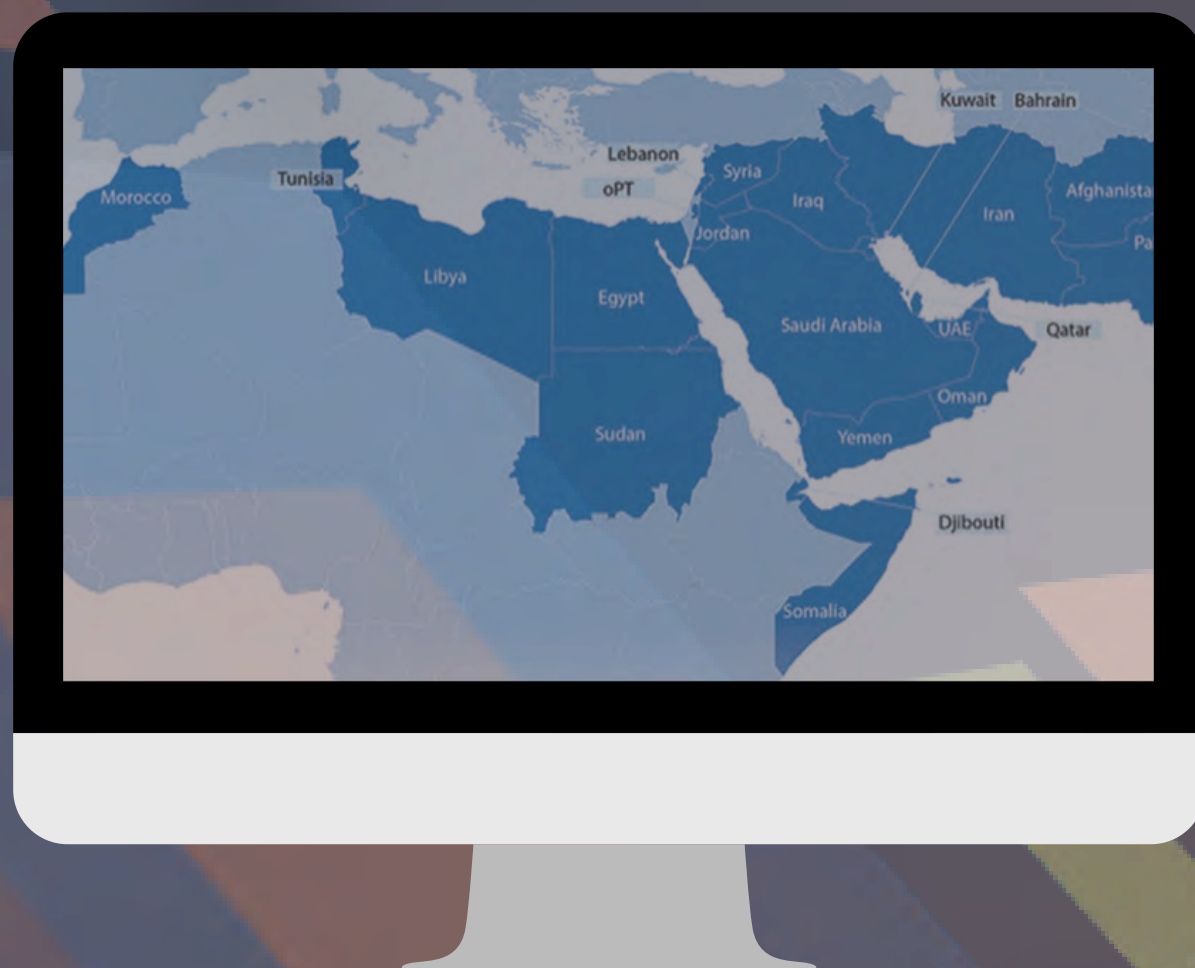 Kuwait Bahrain
Lebanon
Syria
Tunisia
oPT
Morocco
Iraq
Afghanista
Iran
Jordan
Pa
Libya
Egypt
Saudi Arabia
UAE
Qatar
Oman
Sudan
Yemen
Djibouti
Somalia